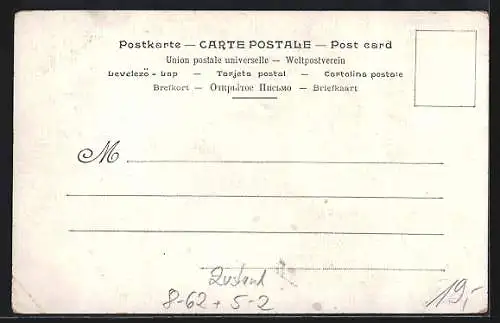 Postkarte — CARTE POSTALE — Post card
Union postale universelle — Weltpostverein
Levelezö - Lap — Tarjeta postal — Cartolina postale
Brefkort — Открытое Письмо — Briefkaart
M
Zustand
8-62 + 5-2
19,-